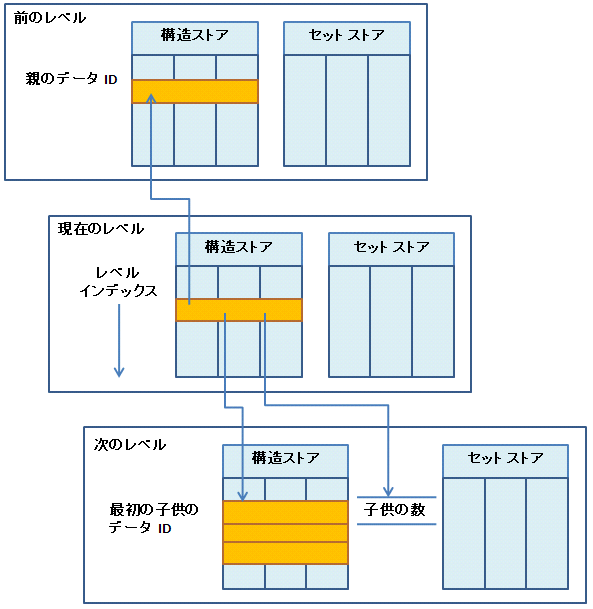 前のレベル
構造ストア
セット ストア
親のデータ ID
現在のレベル
構造ストア
セット ストア
レベル
インデックス
次のレベル
構造ストア
セット ストア
最初の子供の
データ ID
子供の数